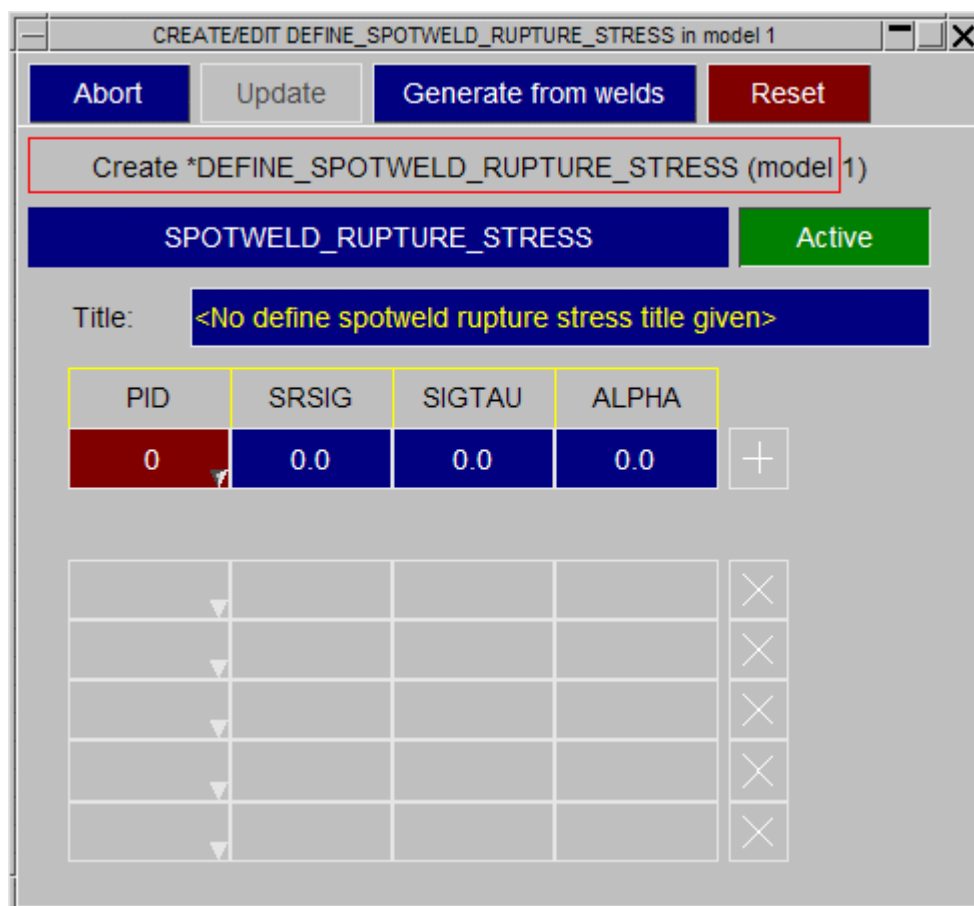 CREATE/EDIT DEFINE_SPOTWELD_RUPTURE_STRESS in model 1
Abort Update Generate from welds Reset
Create *DEFINE_SPOTWELD_RUPTURE_STRESS (model 1)
SPOTWELD_RUPTURE_STRESS Active
Title: <No define spotweld rupture stress title given>
PID SRSIG SIGTAU ALPHA
0 0.0 0.0 0.0